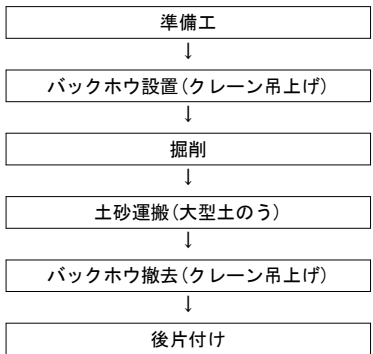 準備工
↓
バックホウ設置(クレーン吊上げ)
↓
掘削
↓
土砂運搬(大型土のう)
↓
バックホウ撤去(クレーン吊上げ)
↓
後片付け